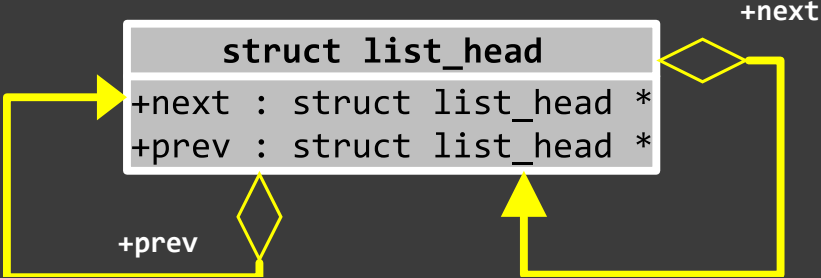 +next
struct list_head
+next : struct list_head *
+prev : struct list_head *
+prev